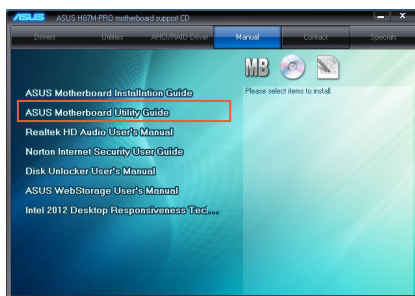 ASUS ASUS H87M-PRO motherboard support CD
Drivers Utilities AHCI/RAID Driver Manual Contact Specials
MB
Please select items to install.
ASUS Motherboard Installation Guide
ASUS Motherboard Utility Guide
Realtek HD Audio User's Manual
Norton Internet Security User Guide
Disk Unlocker User's Manual
ASUS WebStorage User's Manual
Intel 2012 Desktop Responsiveness Tecl...